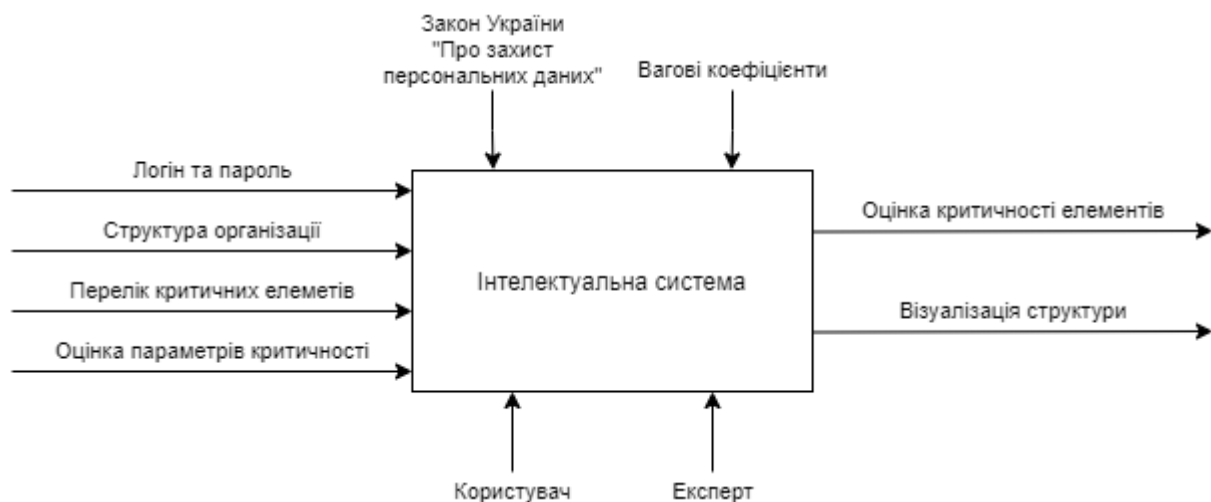 Закон України
"Про захист
персональних даних"
Вагові коефіцієнти
Логін та пароль
Структура організації
Перелік критичних елеметів
Оцінка параметрів критичності
Інтелектуальна система
Оцінка критичності елементів
Візуалізація структури
Користувач
Експерт